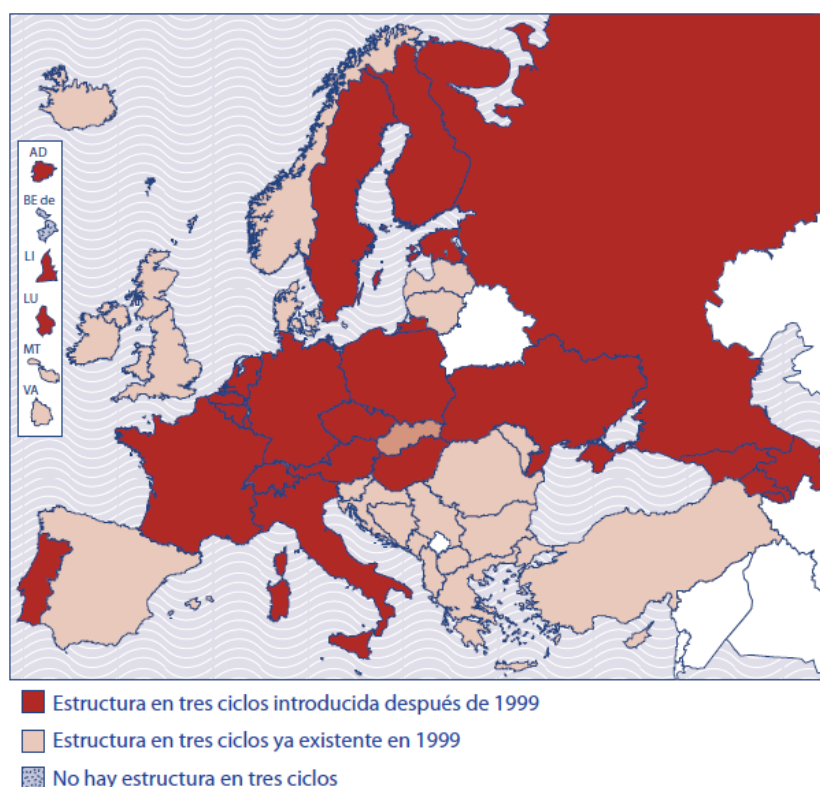 AD
BE de
LI
LU
MT
VA
Estructura en tres ciclos introducida después de 1999
Estructura en tres ciclos ya existente en 1999
No hay estructura en tres ciclos